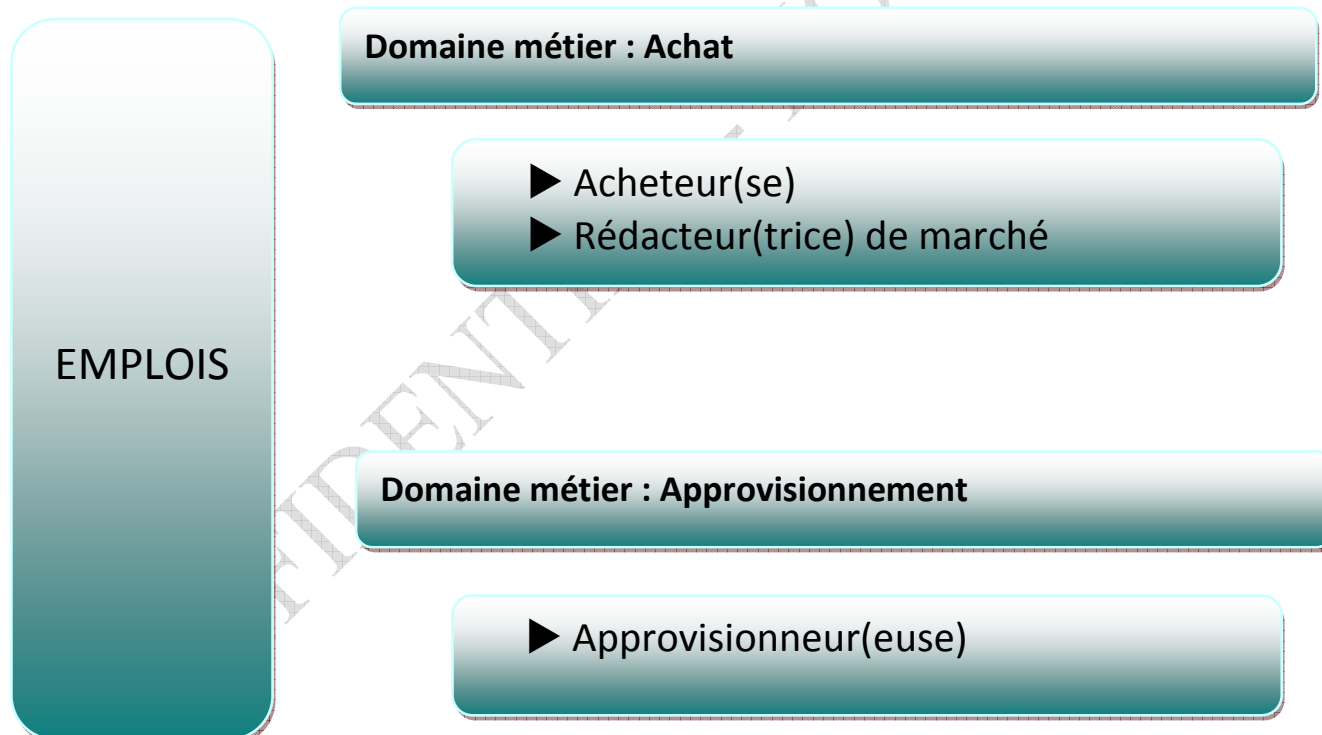 Domaine métier : Achat
▶ Acheteur(se)
▶ Rédacteur(trice) de marché
EMPLOIS
Domaine métier : Approvisionnement
▶ Approvisionneur(euse)